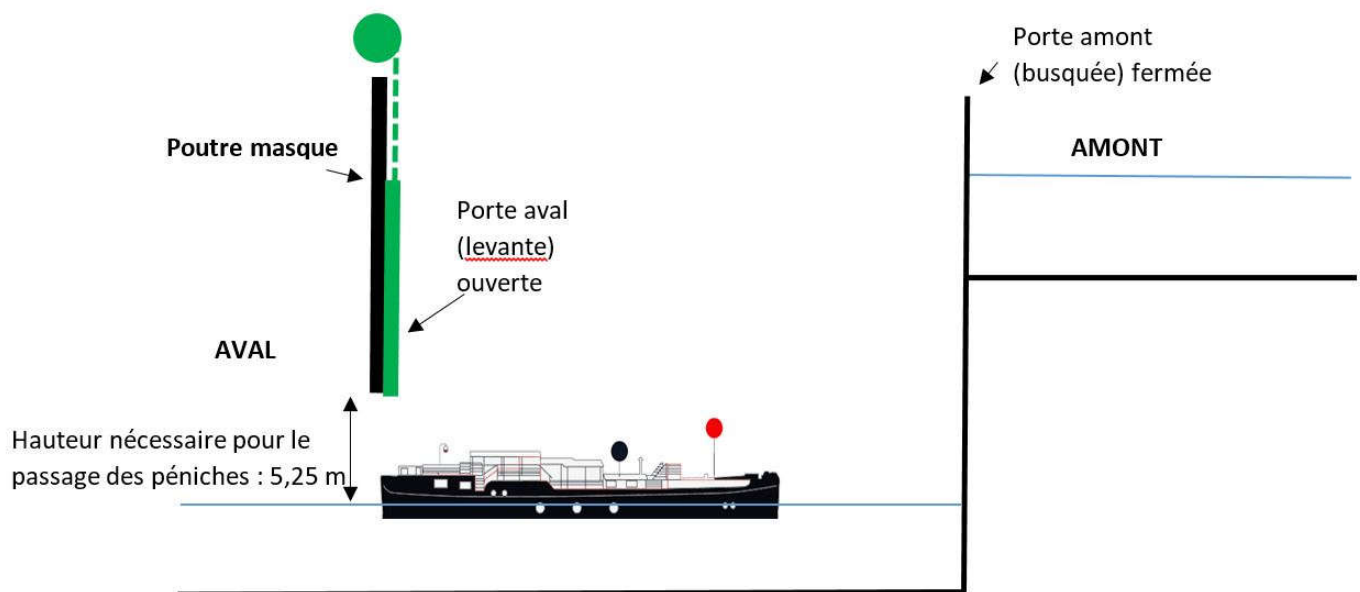 Porte amont
(busquée) fermée
Poutre masque
AMONT
Porte aval
(levante)
ouverte
AVAL
Hauteur nécessaire pour le
passage des péniches : 5,25 m